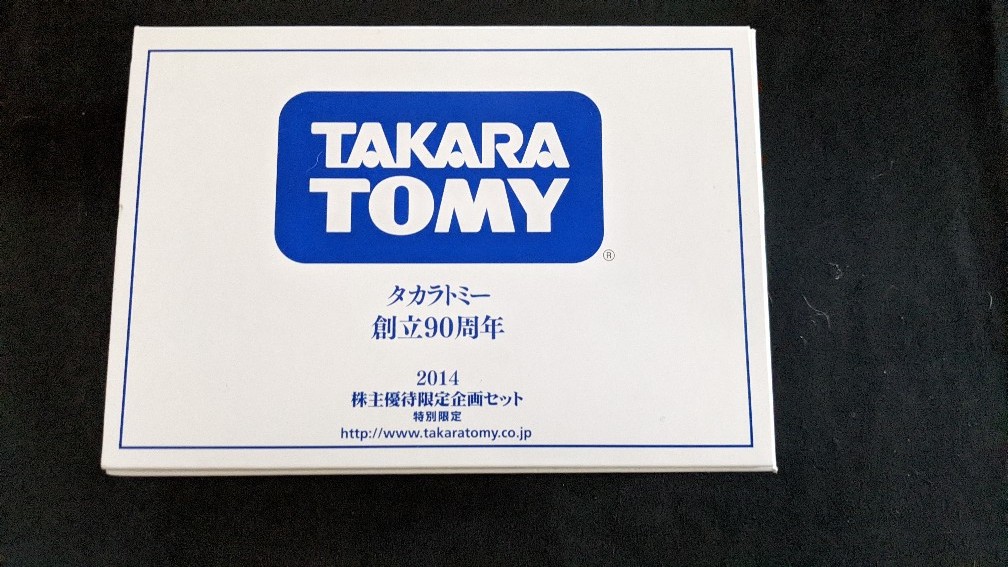 TAKARA
TOMY
®
タカラトミー
創立90周年
2014
株主優待限定企画セット
特別限定
http://www.takaratomy.co.jp